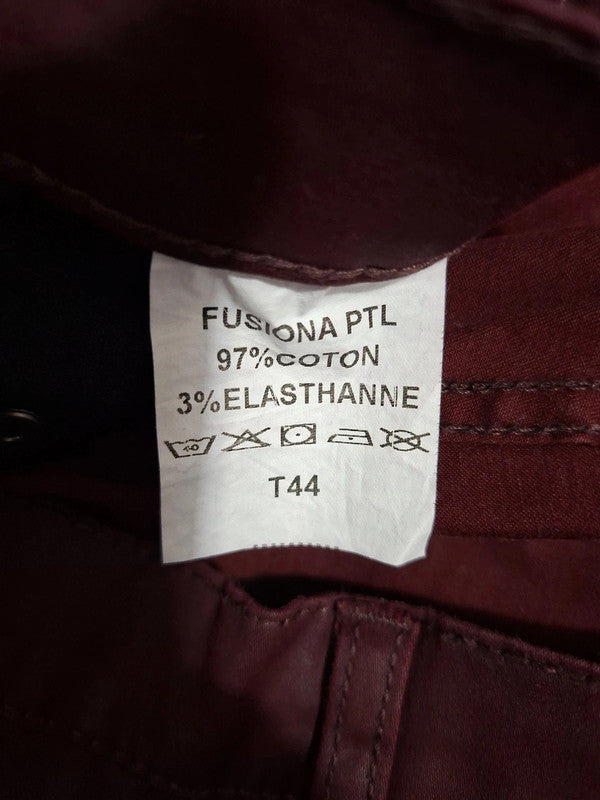 FUSIONA PTL
97%COTON
3%ELASTHANNE
T44